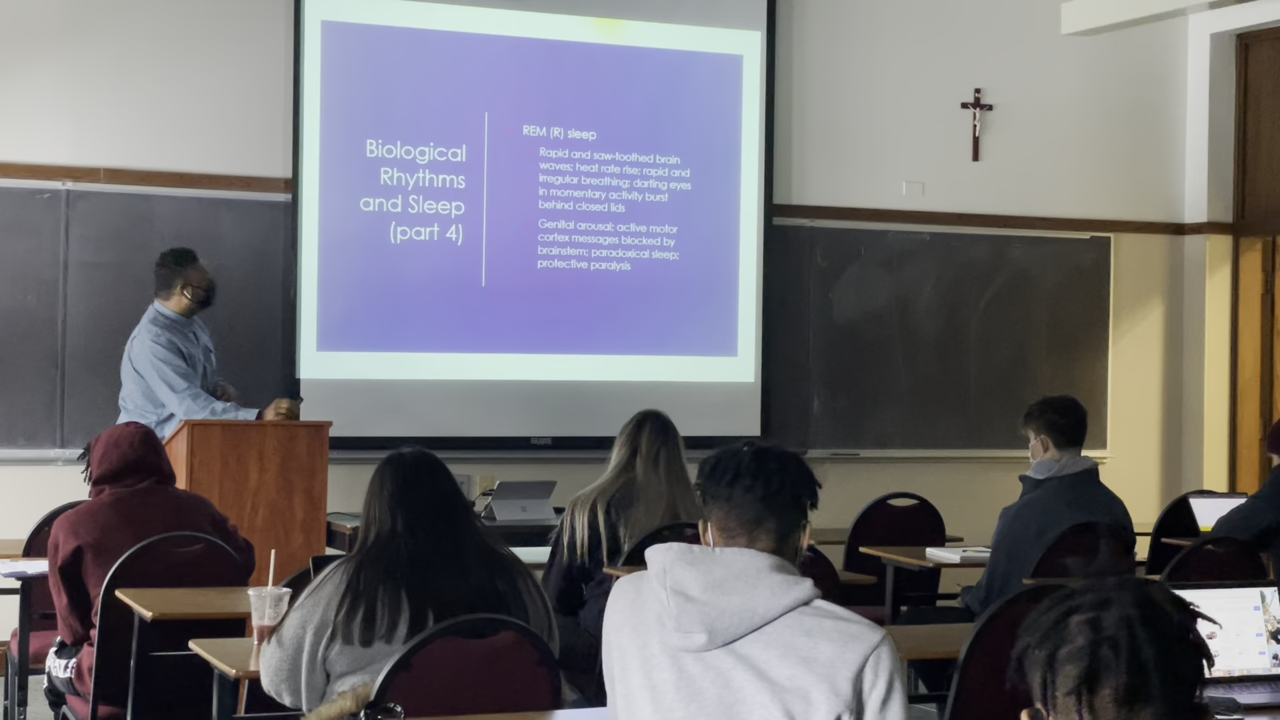 Biological
Rhythms
and Sleep
(part 4)
REM (R) sleep
Rapid and saw-toothed brain
waves; heat rate rise; rapid and
irregular breathing; darting eyes
in momentary activity burst
behind closed lids
Genital arousal; active motor
cortex messages blocked by
brainstem; paradoxical sleep;
protective paralysis